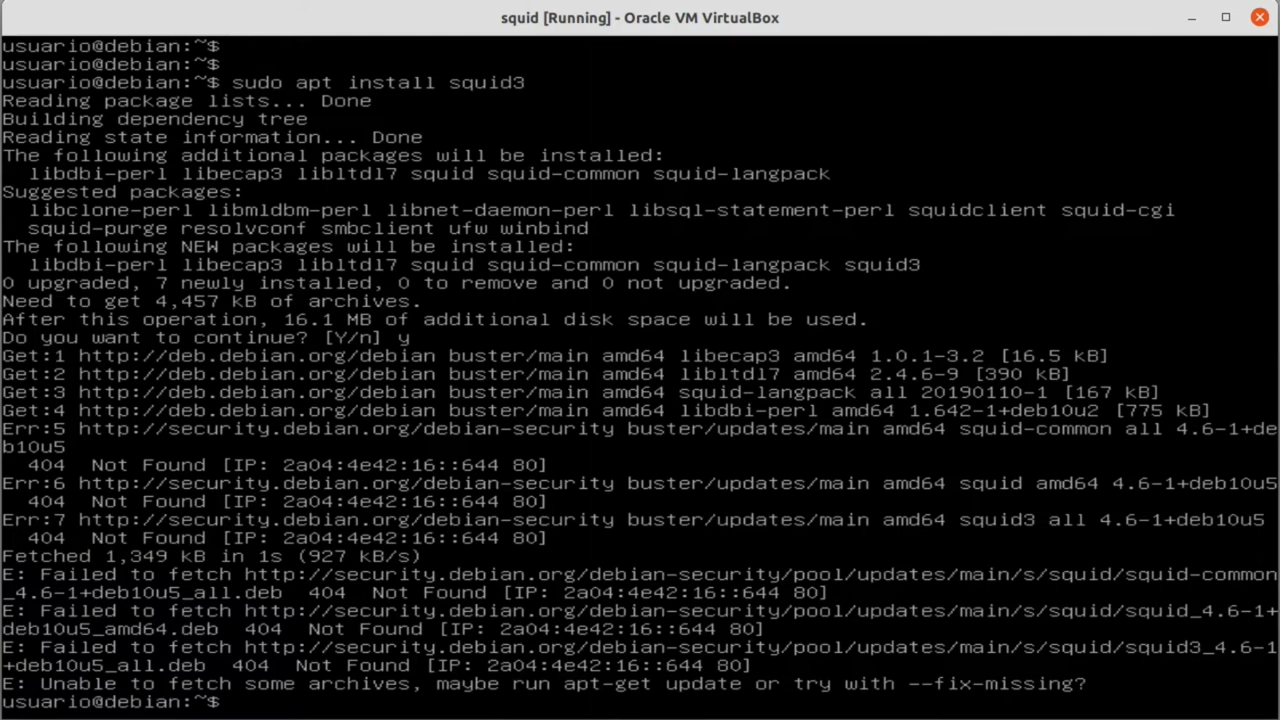 squid [Running] - Oracle VM VirtualBox
usuario@debian:~$
usuario@debian:~$
usuario@debian:~$ sudo apt install squid3
Reading package lists... Done
Building dependency tree
Reading state information... Done
The following additional packages will be installed:
  libdbi-perl libecap3 libltdl7 squid squid-common squid-langpack
Suggested packages:
  libclone-perl libmldbm-perl libnet-daemon-perl libsql-statement-perl squidclient squid-cgi
  squid-purge resolvconf smbclient ufw winbind
The following NEW packages will be installed:
  libdbi-perl libecap3 libltdl7 squid squid-common squid-langpack squid3
0 upgraded, 7 newly installed, 0 to remove and 0 not upgraded.
Need to get 4,457 kB of archives.
After this operation, 16.1 MB of additional disk space will be used.
Do you want to continue? [Y/n] y
Get:1 http://deb.debian.org/debian buster/main amd64 libecap3 amd64 1.0.1-3.2 [16.5 kB]
Get:2 http://deb.debian.org/debian buster/main amd64 libltdl7 amd64 2.4.6-9 [390 kB]
Get:3 http://deb.debian.org/debian buster/main amd64 squid-langpack all 20190110-1 [167 kB]
Get:4 http://deb.debian.org/debian buster/main amd64 libdbi-perl amd64 1.642-1+deb10u2 [775 kB]
Err:5 http://security.debian.org/debian-security buster/updates/main amd64 squid-common all 4.6-1+de
b10u5
  404  Not Found [IP: 2a04:4e42:16::644 80]
Err:6 http://security.debian.org/debian-security buster/updates/main amd64 squid amd64 4.6-1+deb10u5
  404  Not Found [IP: 2a04:4e42:16::644 80]
Err:7 http://security.debian.org/debian-security buster/updates/main amd64 squid3 all 4.6-1+deb10u5
  404  Not Found [IP: 2a04:4e42:16::644 80]
Fetched 1,349 kB in 1s (927 kB/s)
E: Failed to fetch http://security.debian.org/debian-security/pool/updates/main/s/squid/squid-common
_4.6-1+deb10u5_all.deb  404  Not Found [IP: 2a04:4e42:16::644 80]
E: Failed to fetch http://security.debian.org/debian-security/pool/updates/main/s/squid/squid_4.6-1+
deb10u5_amd64.deb  404  Not Found [IP: 2a04:4e42:16::644 80]
E: Failed to fetch http://security.debian.org/debian-security/pool/updates/main/s/squid/squid3_4.6-1
+deb10u5_all.deb  404  Not Found [IP: 2a04:4e42:16::644 80]
E: Unable to fetch some archives, maybe run apt-get update or try with --fix-missing?
usuario@debian:~$